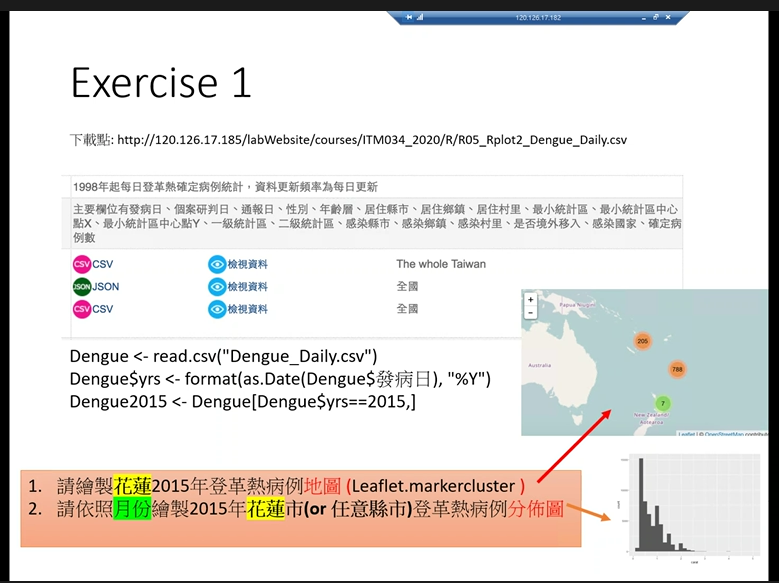 120.126.17.182
Exercise 1
下載點: http://120.126.17.185/labWebsite/courses/ITM034_2020/R/R05_Rplot2_Dengue_Daily.csv
1998年起每日登革熱確定病例統計，資料更新頻率為每日更新
主要欄位有發病日、個案研判日、通報日、性別、年齡層、居住縣市、居住鄉鎮、居住村里、最小統計區、最小統計區中心
點X、最小統計區中心點Y、一級統計區、二級統計區、感染縣市、感染鄉鎮、感染村里、是否境外移入、感染國家、確定病
例數
CSV CSV 檢視資料 The whole Taiwan
JSON JSON 檢視資料 全國
CSV CSV 檢視資料 全國
+
−
Papua Niugini
205
Australia
788
7
New Zealand/
Aotearoa
Leaflet | © OpenStreetMap contributo
Dengue <- read.csv("Dengue_Daily.csv")
Dengue$yrs <- format(as.Date(Dengue$發病日), "%Y")
Dengue2015 <- Dengue[Dengue$yrs==2015,]
1. 請繪製花蓮2015年登革熱病例地圖 (Leaflet.markercluster )
2. 請依照月份繪製2015年花蓮市(or 任意縣市)登革熱病例分佈圖